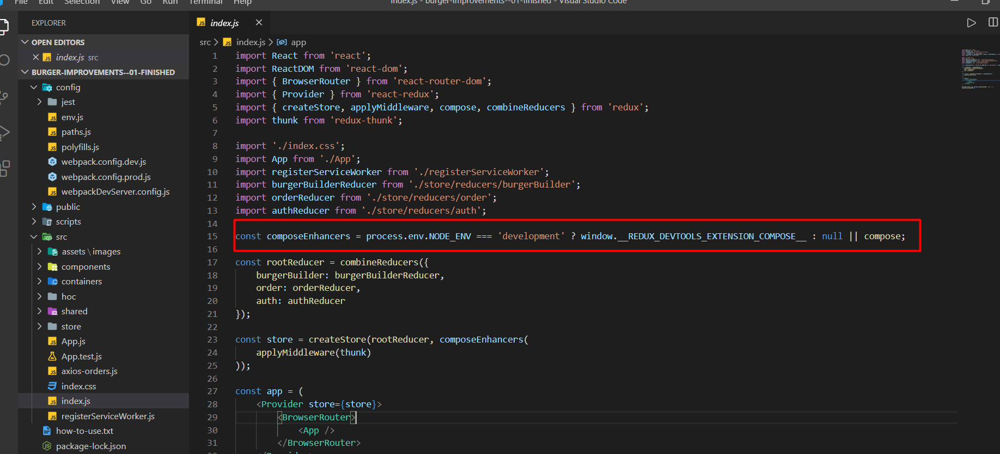 File Edit Selection View Go Run Terminal Help
index.js - burger-improvements--01-finished - Visual Studio Code
EXPLORER
OPEN EDITORS
index.js src
BURGER-IMPROVEMENTS--01-FINISHED
config
jest
env.js
paths.js
polyfills.js
webpack.config.dev.js
webpack.config.prod.js
webpackDevServer.config.js
public
scripts
src
assets \ images
components
containers
hoc
shared
store
App.js
App.test.js
axios-orders.js
index.css
index.js
registerServiceWorker.js
how-to-use.txt
package-lock.json
index.js
src > index.js > app
1 import React from 'react';
2 import ReactDOM from 'react-dom';
3 import { BrowserRouter } from 'react-router-dom';
4 import { Provider } from 'react-redux';
5 import { createStore, applyMiddleware, compose, combineReducers } from 'redux';
6 import thunk from 'redux-thunk';
7
8 import './index.css';
9 import App from './App';
10 import registerServiceWorker from './registerServiceWorker';
11 import burgerBuilderReducer from './store/reducers/burgerBuilder';
12 import orderReducer from './store/reducers/order';
13 import authReducer from './store/reducers/auth';
14
15 const composeEnhancers = process.env.NODE_ENV === 'development' ? window.__REDUX_DEVTOOLS_EXTENSION_COMPOSE__ : null || compose;
16
17 const rootReducer = combineReducers({
18 burgerBuilder: burgerBuilderReducer,
19 order: orderReducer,
20 auth: authReducer
21 });
22
23 const store = createStore(rootReducer, composeEnhancers(
24 applyMiddleware(thunk)
25 ));
26
27 const app = (
28 <Provider store={store}>
29 <BrowserRouter>
30 <App />
31 </BrowserRouter>